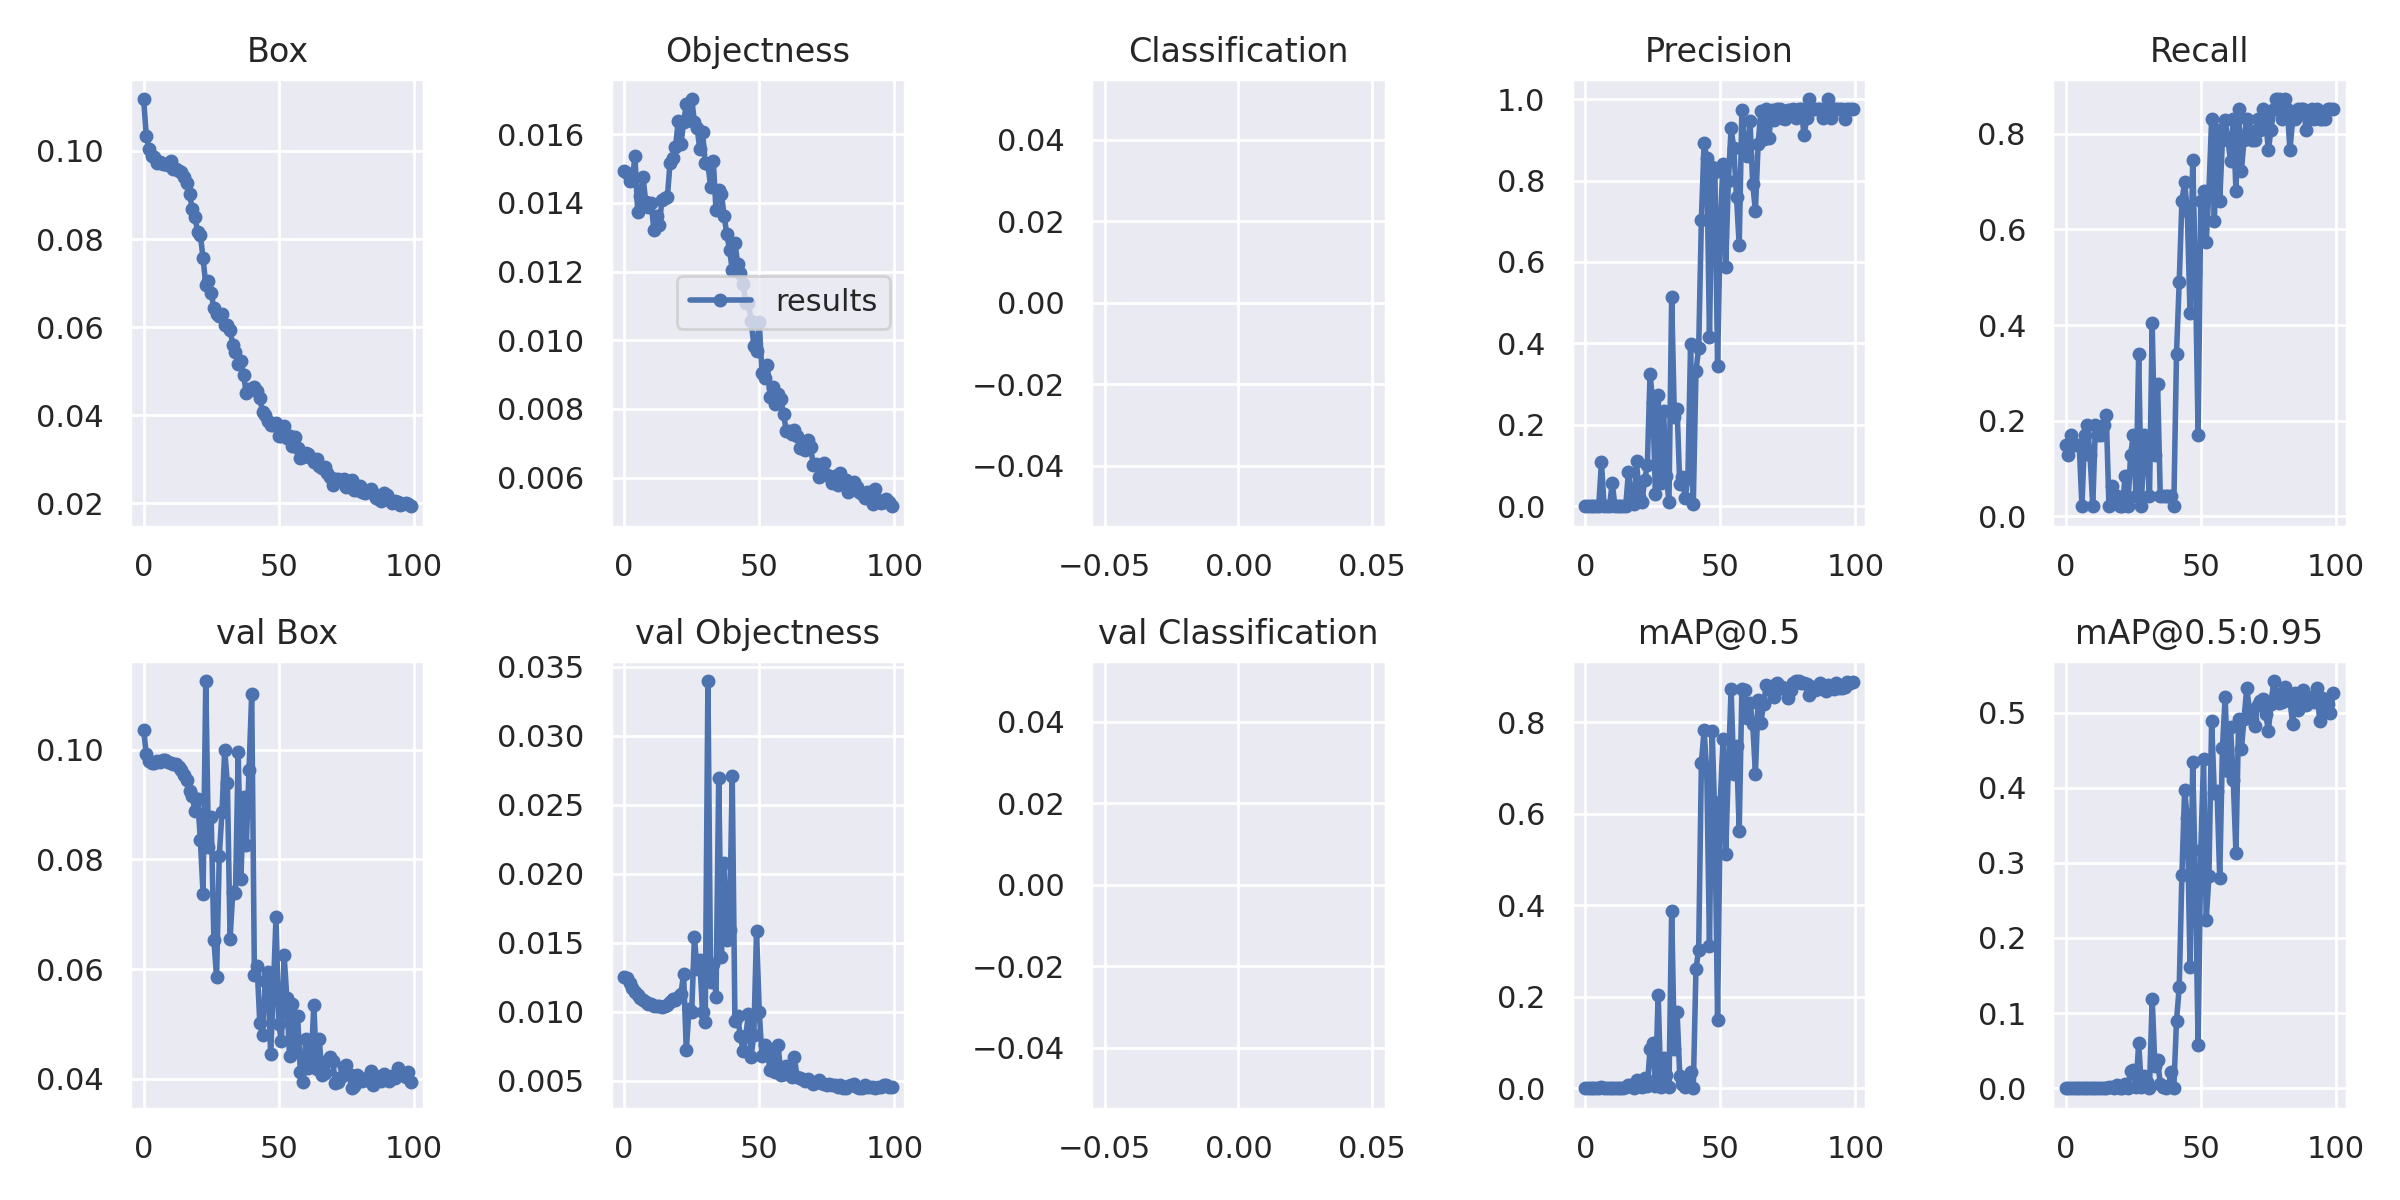 Box
Objectness
Classification
Precision
Recall
0.10
0.08
0.06
0.04
0.02
0 50 100
0.016
0.014
0.012
0.010
0.008
0.006
results
0 50 100
0.04
0.02
0.00
−0.02
−0.04
−0.05 0.00 0.05
1.0
0.8
0.6
0.4
0.2
0.0
0 50 100
0.8
0.6
0.4
0.2
0.0
0 50 100
val Box
val Objectness
val Classification
mAP@0.5
mAP@0.5:0.95
0.10
0.08
0.06
0.04
0 50 100
0.035
0.030
0.025
0.020
0.015
0.010
0.005
0 50 100
0.04
0.02
0.00
−0.02
−0.04
−0.05 0.00 0.05
0.8
0.6
0.4
0.2
0.0
0 50 100
0.5
0.4
0.3
0.2
0.1
0.0
0 50 100